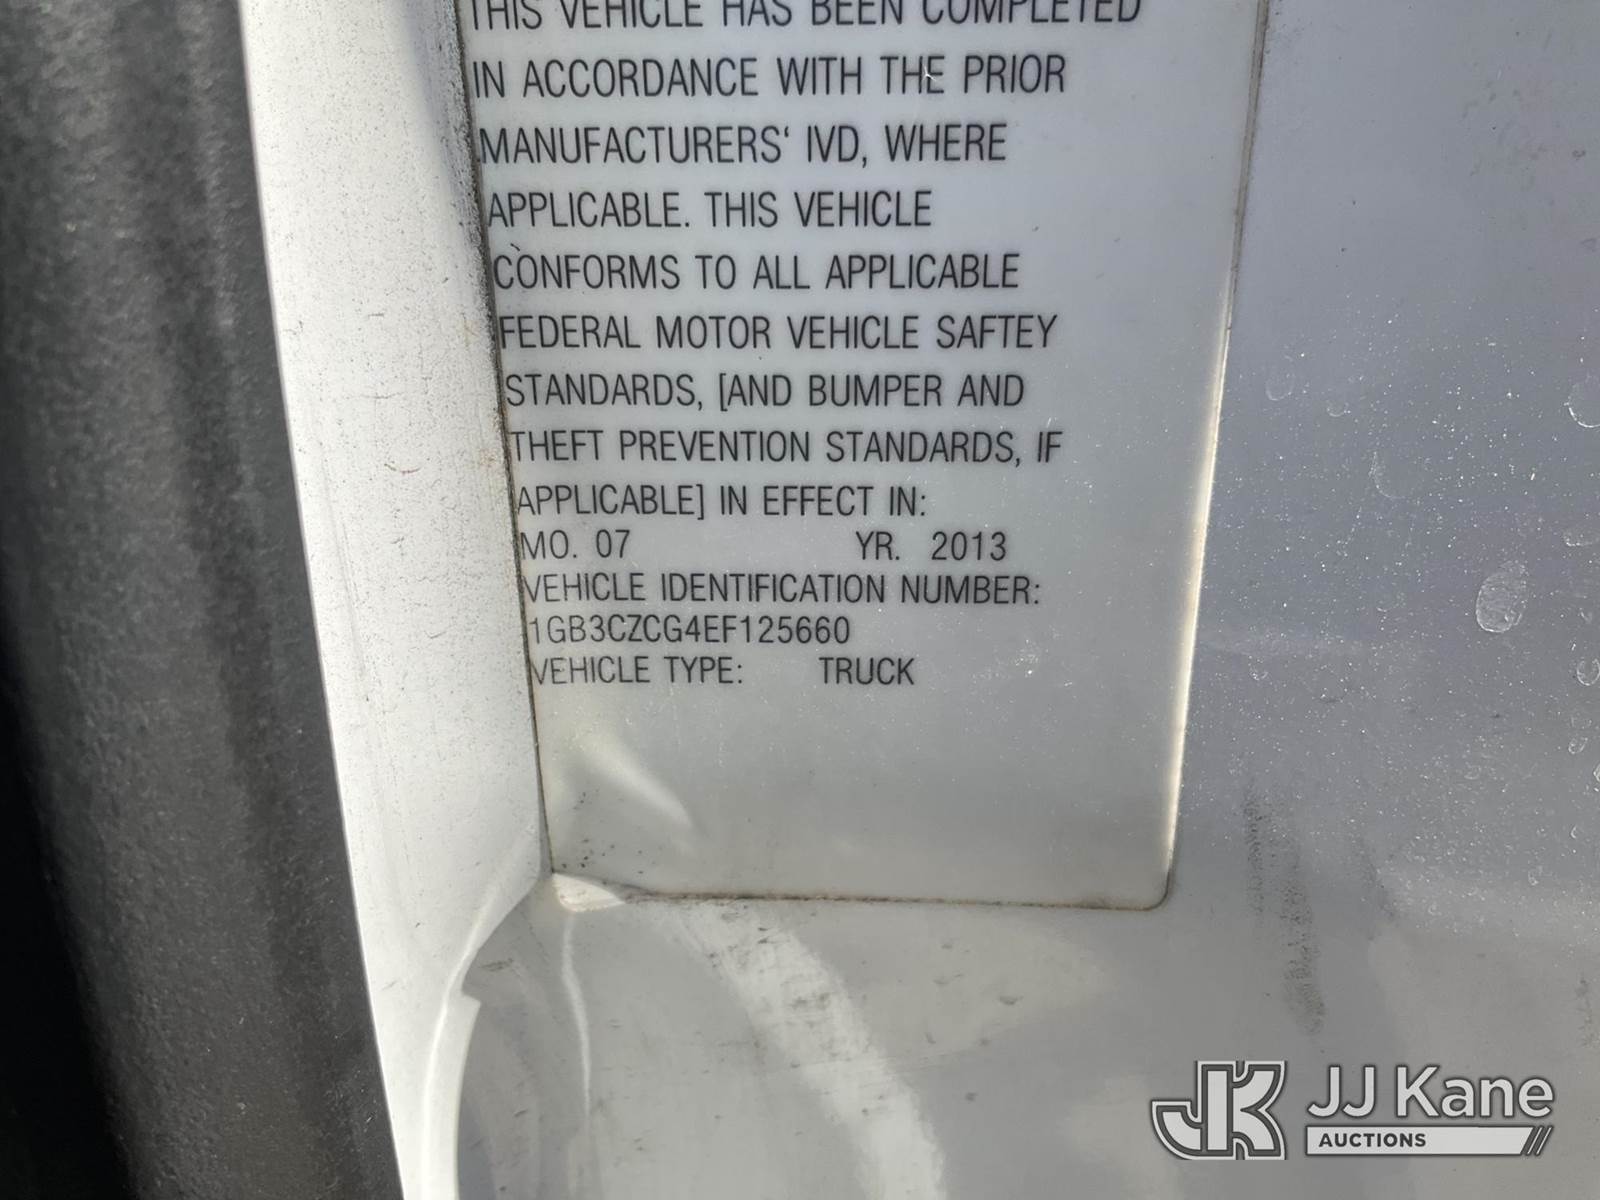 THIS VEHICLE HAS BEEN COMPLETED
IN ACCORDANCE WITH THE PRIOR
MANUFACTURERS' IVD, WHERE
APPLICABLE. THIS VEHICLE
CONFORMS TO ALL APPLICABLE
FEDERAL MOTOR VEHICLE SAFTEY
STANDARDS, [AND BUMPER AND
THEFT PREVENTION STANDARDS, IF
APPLICABLE] IN EFFECT IN:
MO. 07 YR. 2013
VEHICLE IDENTIFICATION NUMBER:
1GB3CZCG4EF125660
VEHICLE TYPE: TRUCK
JK JJ Kane
AUCTIONS